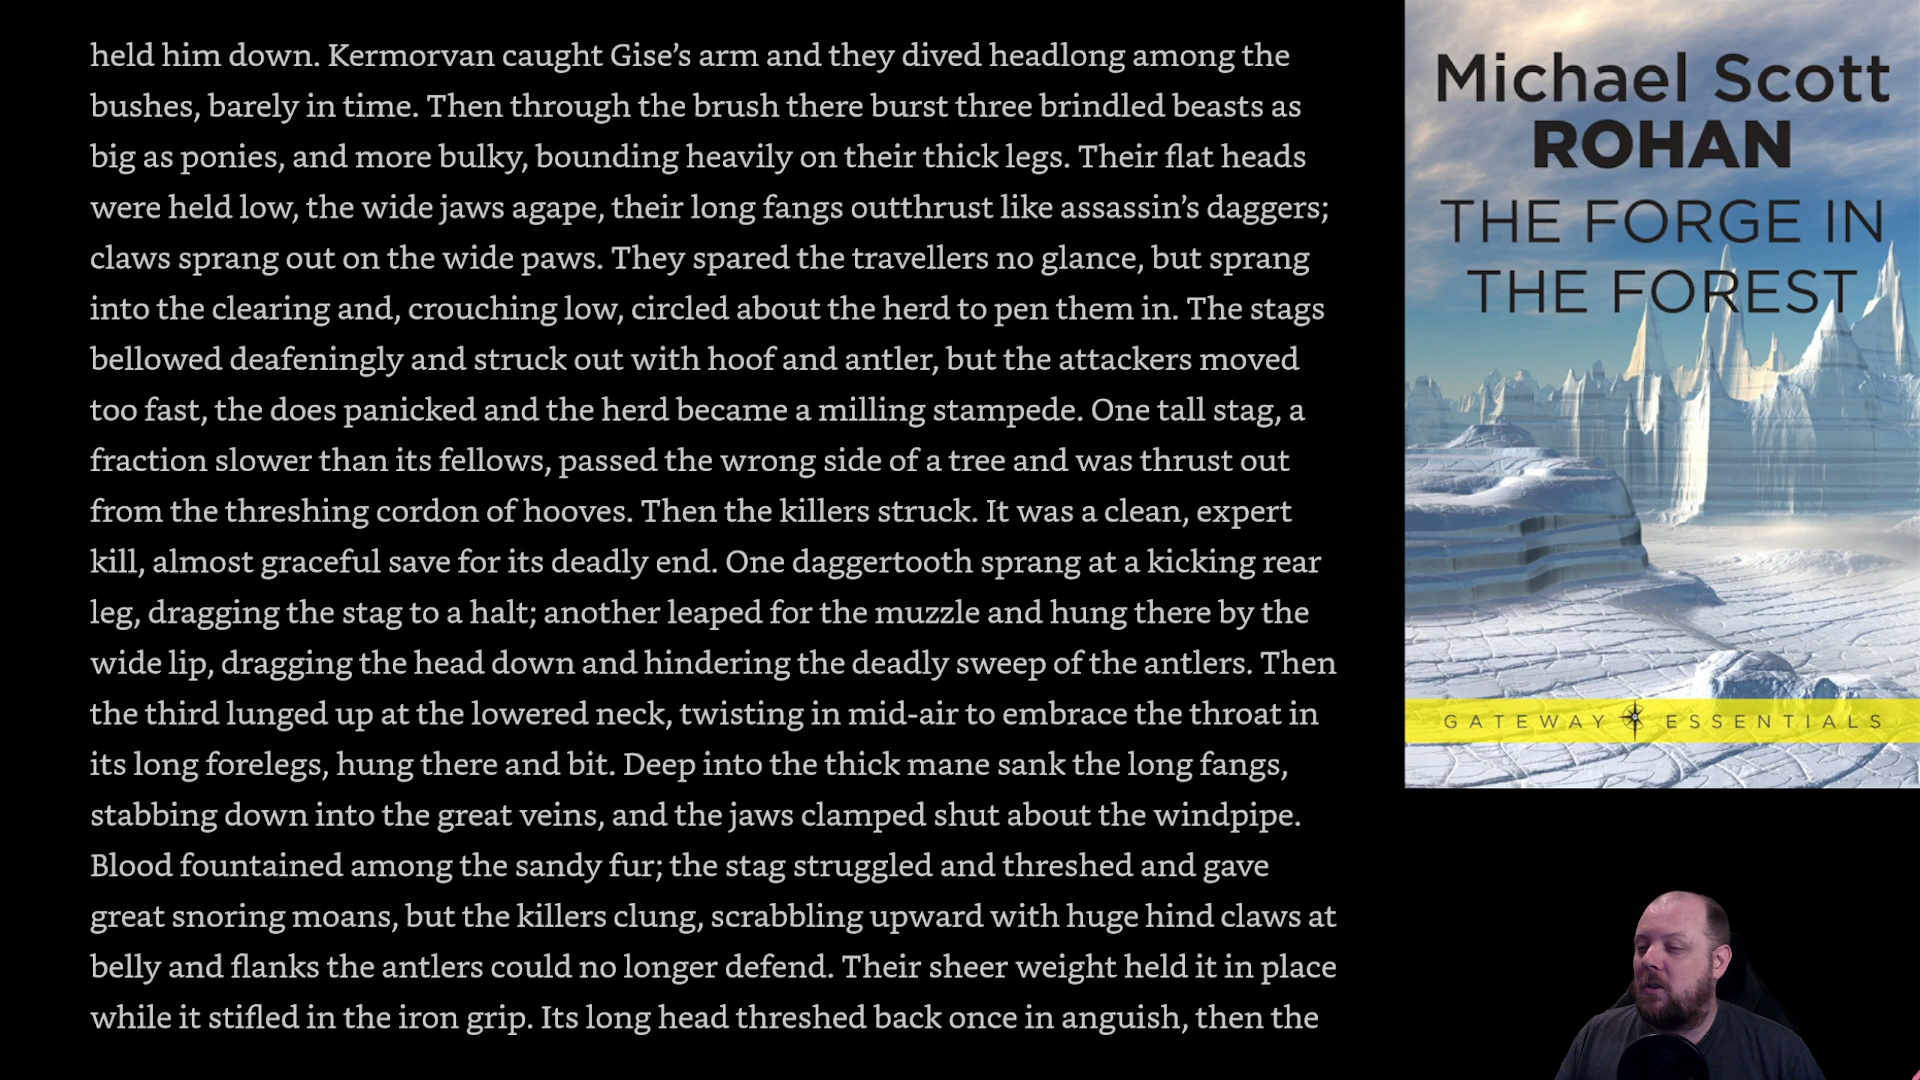 held him down. Kermorvan caught Gise’s arm and they dived headlong among the
bushes, barely in time. Then through the brush there burst three brindled beasts as
big as ponies, and more bulky, bounding heavily on their thick legs. Their flat heads
were held low, the wide jaws agape, their long fangs outthrust like assassin’s daggers;
claws sprang out on the wide paws. They spared the travellers no glance, but sprang
into the clearing and, crouching low, circled about the herd to pen them in. The stags
bellowed deafeningly and struck out with hoof and antler, but the attackers moved
too fast, the does panicked and the herd became a milling stampede. One tall stag, a
fraction slower than its fellows, passed the wrong side of a tree and was thrust out
from the threshing cordon of hooves. Then the killers struck. It was a clean, expert
kill, almost graceful save for its deadly end. One daggertooth sprang at a kicking rear
leg, dragging the stag to a halt; another leaped for the muzzle and hung there by the
wide lip, dragging the head down and hindering the deadly sweep of the antlers. Then
the third lunged up at the lowered neck, twisting in mid-air to embrace the throat in
its long forelegs, hung there and bit. Deep into the thick mane sank the long fangs,
stabbing down into the great veins, and the jaws clamped shut about the windpipe.
Blood fountained among the sandy fur; the stag struggled and threshed and gave
great snoring moans, but the killers clung, scrabbling upward with huge hind claws at
belly and flanks the antlers could no longer defend. Their sheer weight held it in place
while it stifled in the iron grip. Its long head threshed back once in anguish, then the
Michael Scott
ROHAN
THE FORGE IN
THE FOREST
GATEWAY ESSENTIALS